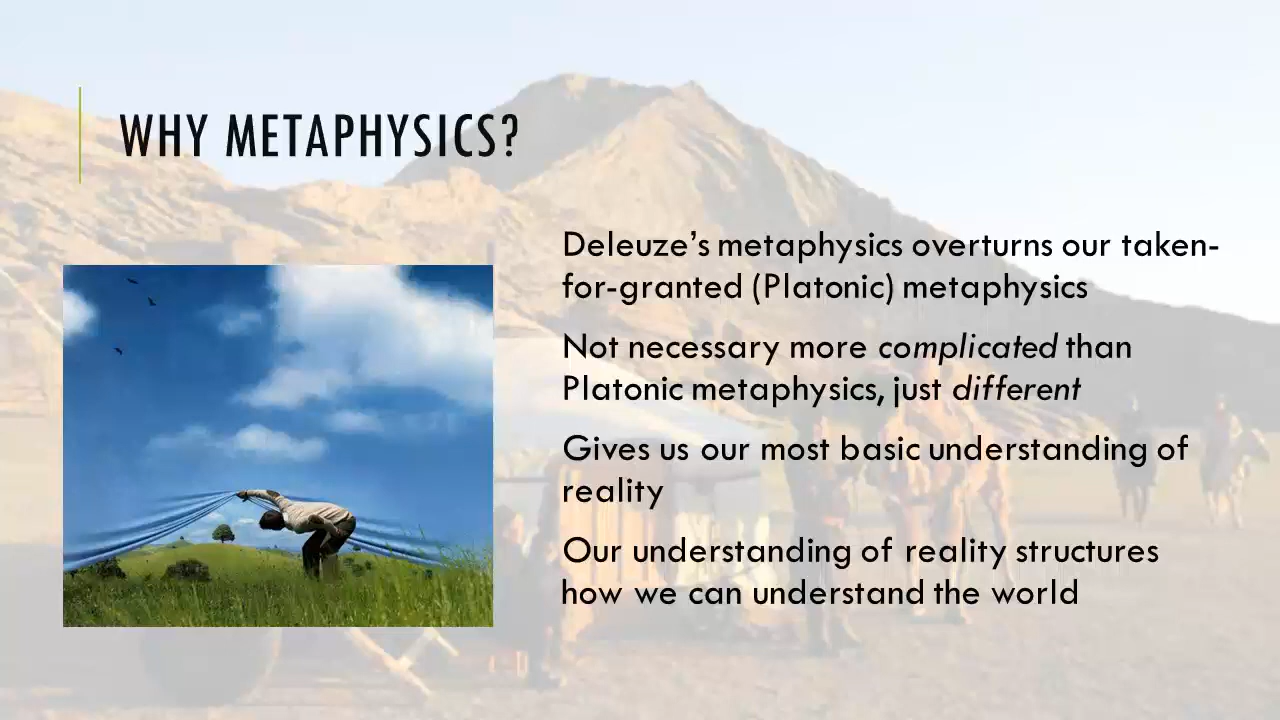 WHY METAPHYSICS?
Deleuze’s metaphysics overturns our taken-
for-granted (Platonic) metaphysics
Not necessary more complicated than
Platonic metaphysics, just different
Gives us our most basic understanding of
reality
Our understanding of reality structures
how we can understand the world